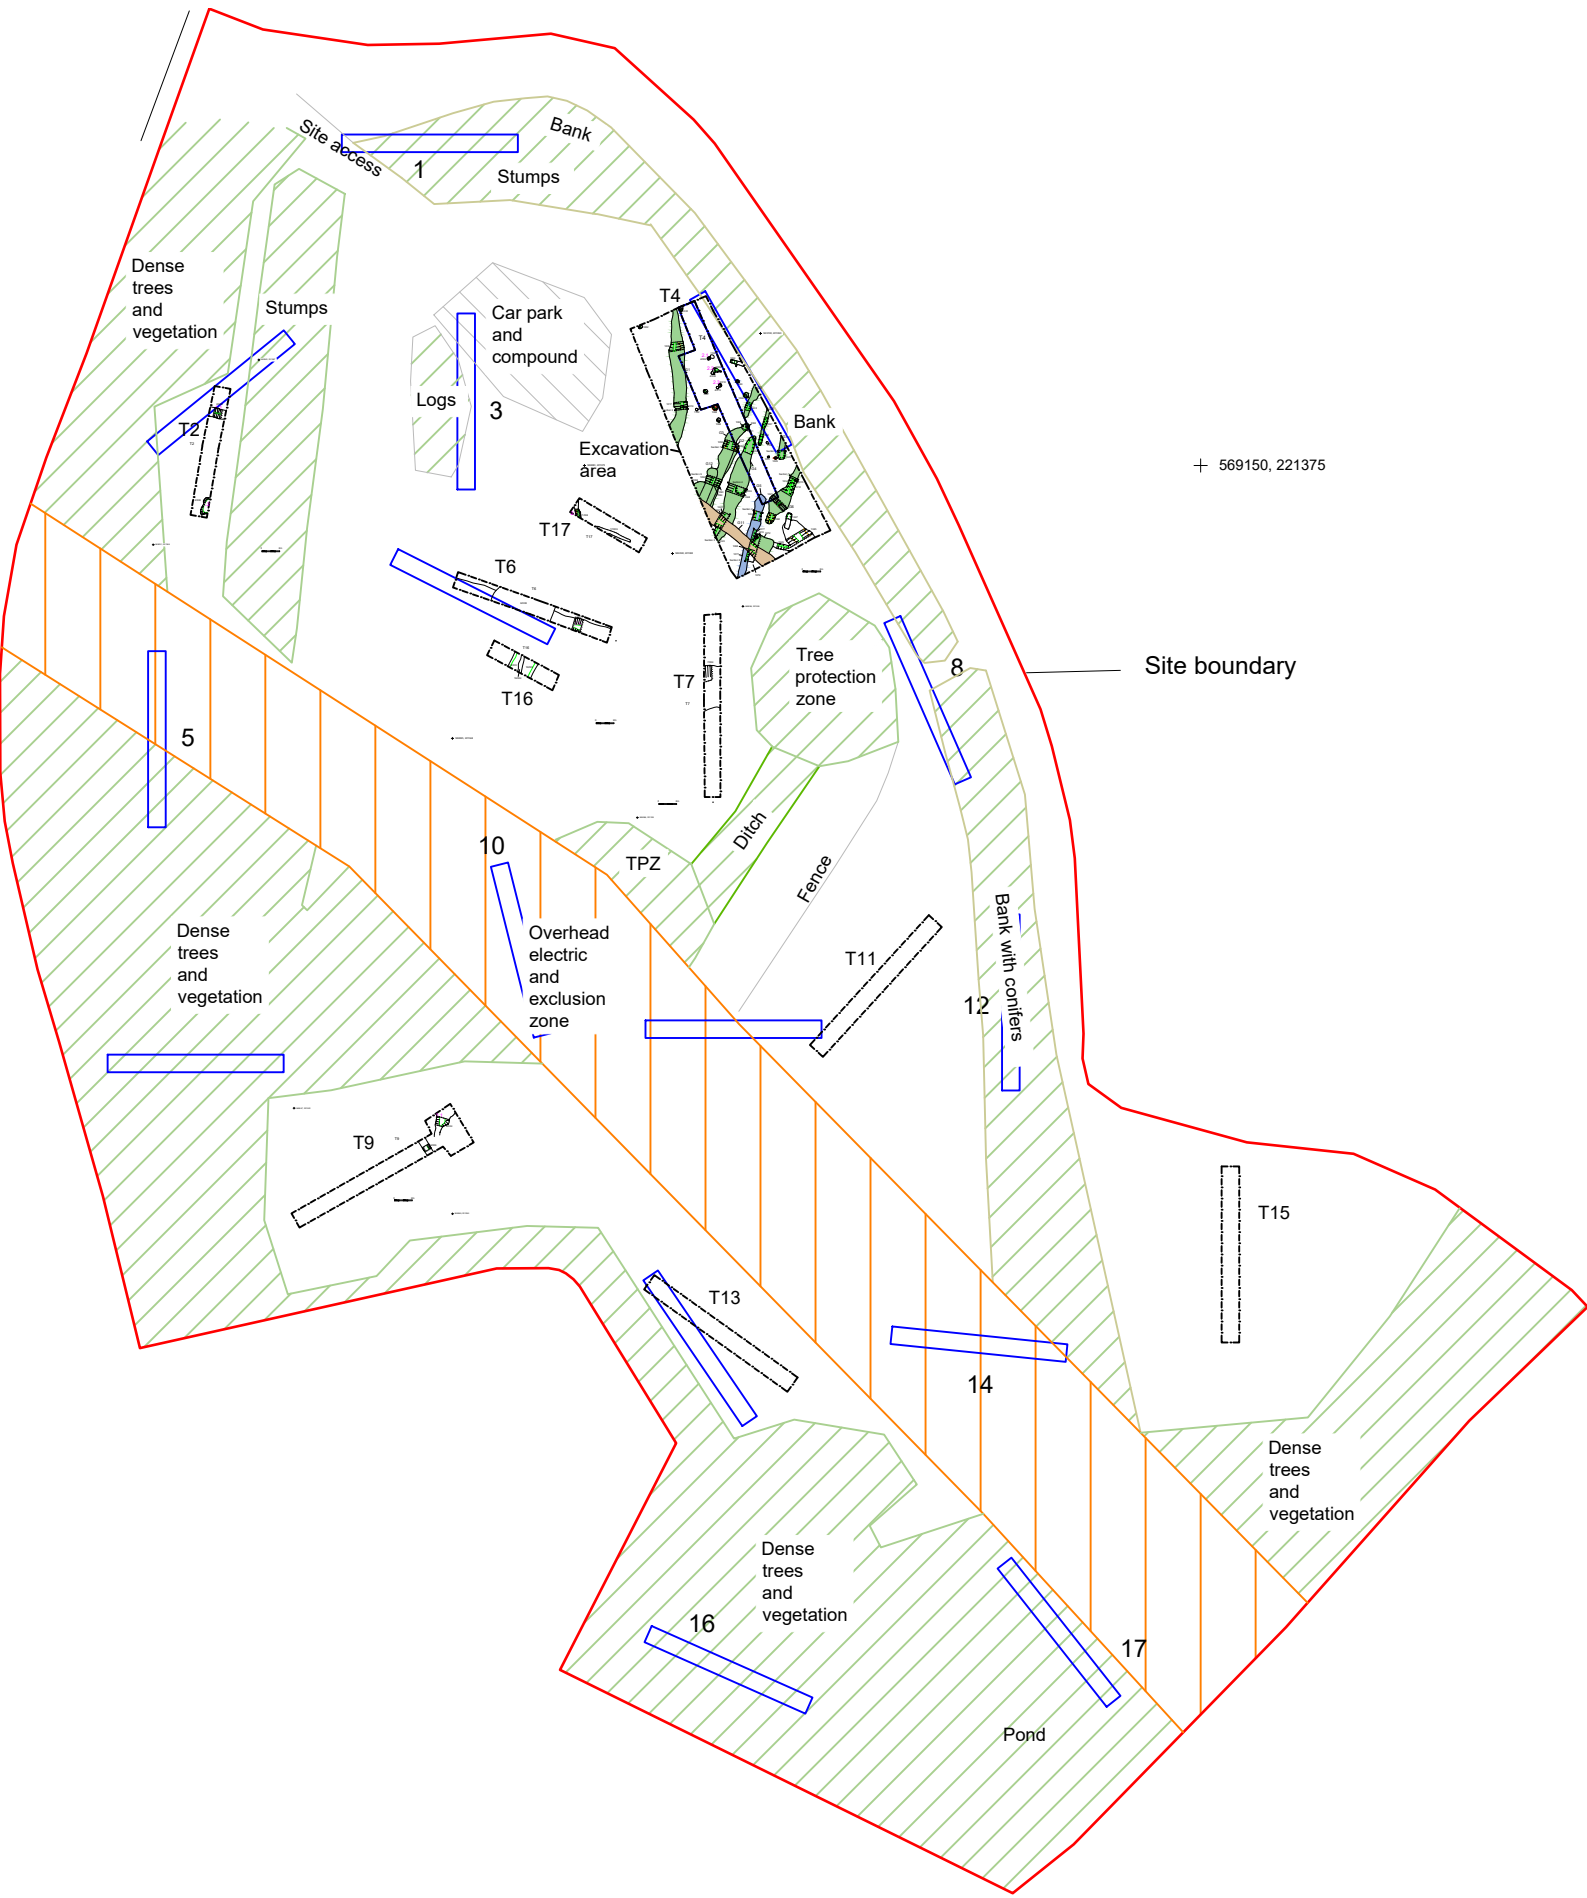 Site access
1
Bank
Stumps
Dense
trees
and
vegetation
Stumps
T4
Car park
and
compound
Logs
3
T2
Bank
Excavation
area
569150, 221375
T17
T6
T16
T7
Tree
protection
zone
8
Site boundary
5
10
TPZ
Ditch
Fence
Dense
trees
and
vegetation
Overhead
electric
and
exclusion
zone
T11
12
Bank with conifers
T9
T15
T13
14
Dense
trees
and
vegetation
Dense
trees
and
vegetation
16
17
Pond